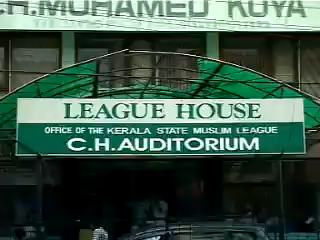 C.H.MOHAMED KOYA
LEAGUE HOUSE
OFFICE OF THE KERALA STATE MUSLIM LEAGUE
C.H.AUDITORIUM